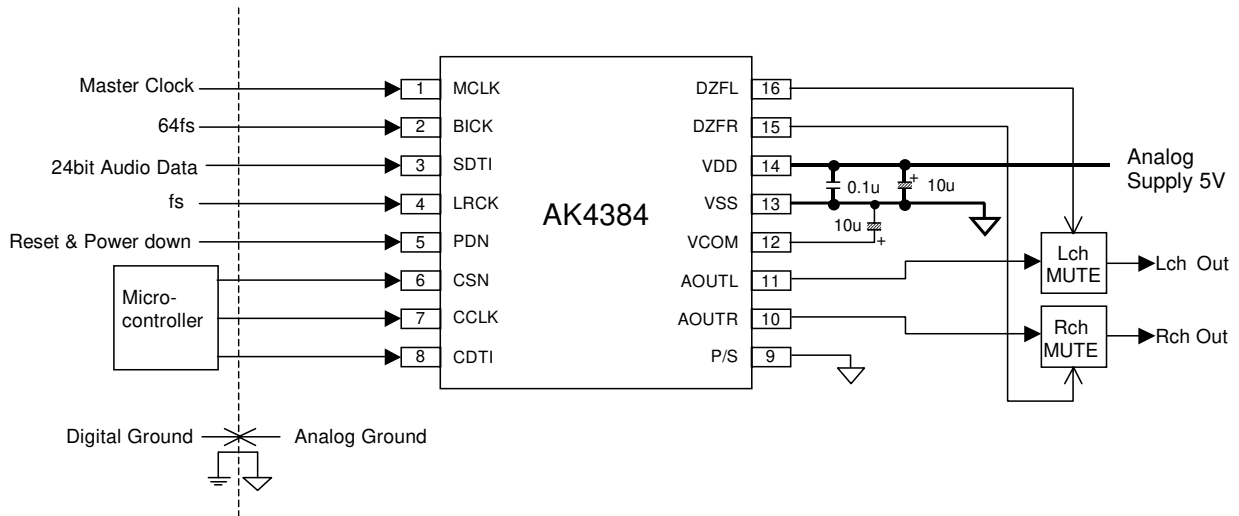 Master Clock
64fs
24bit Audio Data
fs
Reset & Power down
Micro-
controller
1 MCLK
2 BICK
3 SDTI
4 LRCK
5 PDN
6 CSN
7 CCLK
8 CDTI
AK4384
DZFL 16
DZFR 15
VDD 14
VSS 13
VCOM 12
AOUTL 11
AOUTR 10
P/S 9
0.1u
+ 10u
10u +
Analog
Supply 5V
Lch
MUTE
Lch Out
Rch
MUTE
Rch Out
Digital Ground
Analog Ground